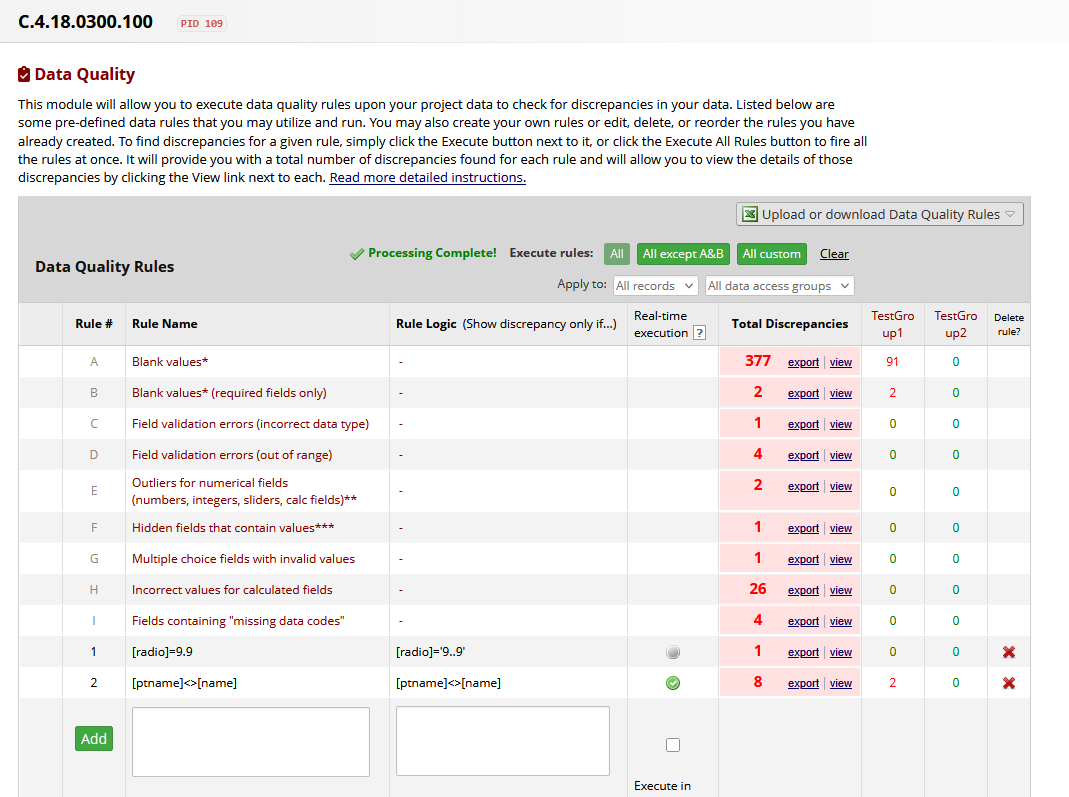 C.4.18.0300.100 PID 109
Data Quality
This module will allow you to execute data quality rules upon your project data to check for discrepancies in your data. Listed below are
some pre-defined data rules that you may utilize and run. You may also create your own rules or edit, delete, or reorder the rules you have
already created. To find discrepancies for a given rule, simply click the Execute button next to it, or click the Execute All Rules button to fire all
the rules at once. It will provide you with a total number of discrepancies found for each rule and will allow you to view the details of those
discrepancies by clicking the View link next to each. Read more detailed instructions.
Upload or download Data Quality Rules
Processing Complete! Execute rules: All All except A&B All custom Clear
Data Quality Rules
Apply to: All records All data access groups
Rule # Rule Name Rule Logic (Show discrepancy only if...) Real-time execution ? Total Discrepancies TestGro up1 TestGro up2 Delete rule?
A Blank values* - 377 export view 91 0
B Blank values* (required fields only) - 2 export view 2 0
C Field validation errors (incorrect data type) - 1 export view 0 0
D Field validation errors (out of range) - 4 export view 0 0
E Outliers for numerical fields
(numbers, integers, sliders, calc fields)** - 2 export view 0 0
F Hidden fields that contain values*** - 1 export view 0 0
G Multiple choice fields with invalid values - 1 export view 0 0
H Incorrect values for calculated fields - 26 export view 0 0
I Fields containing "missing data codes" - 4 export view 0 0
1 [radio]=9.9 [radio]='9..9' 1 export view 0 0
2 [ptname]<>[name] [ptname]<>[name] 8 export view 2 0
Add
Execute in